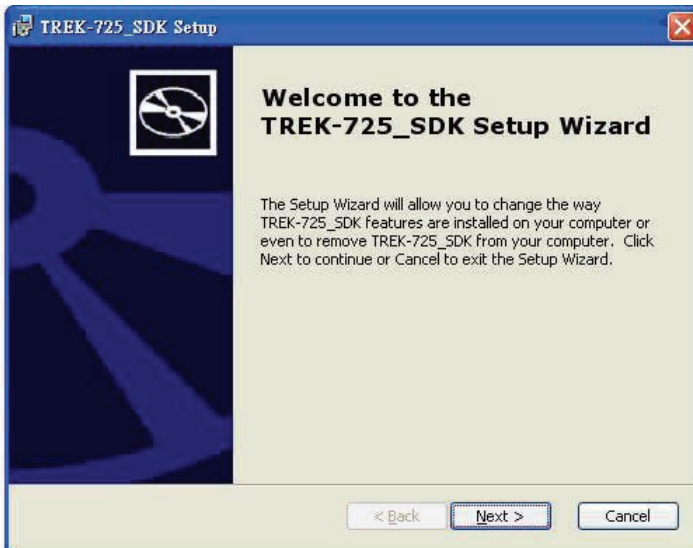 TREK-725_SDK Setup
Welcome to the
TREK-725_SDK Setup Wizard
The Setup Wizard will allow you to change the way
TREK-725_SDK features are installed on your computer or
even to remove TREK-725_SDK from your computer. Click
Next to continue or Cancel to exit the Setup Wizard.
< Back
Next >
Cancel